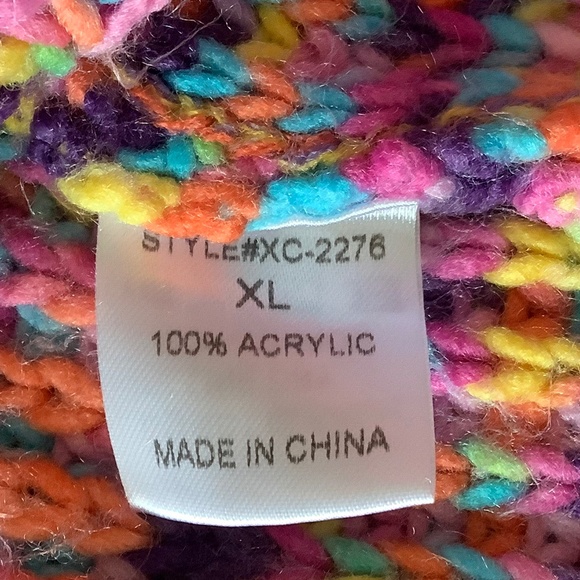 STYLE#XC-2276
XL
100% ACRYLIC
MADE IN CHINA